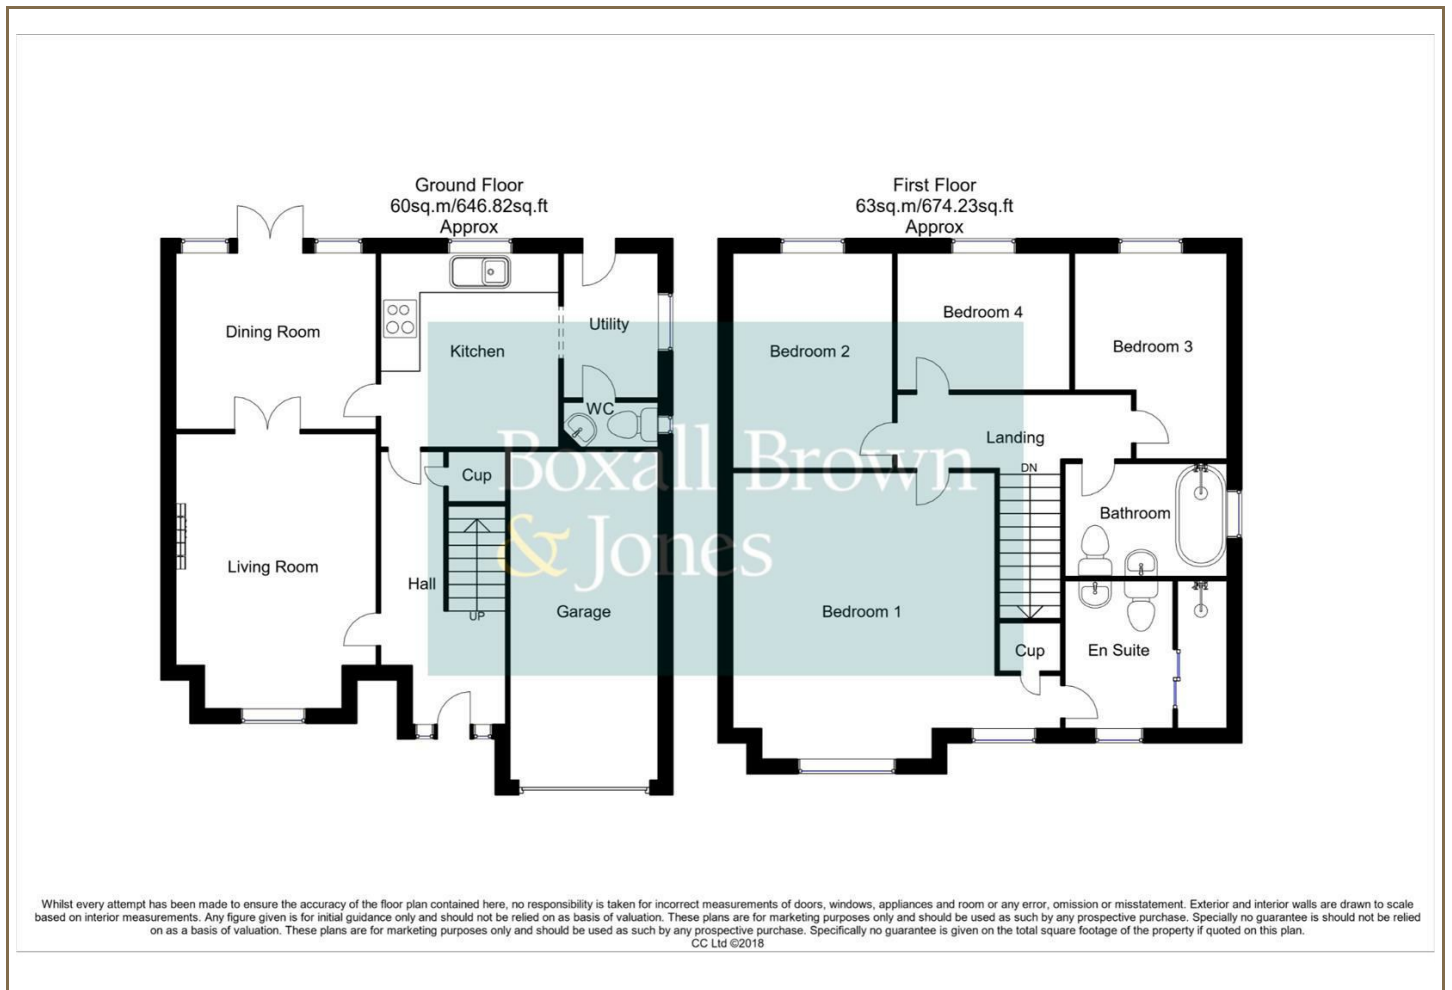 Ground Floor
60sq.m/646.82sq.ft
Approx
First Floor
63sq.m/674.23sq.ft
Approx
Dining Room
Kitchen
Utility
WC
Cup
Living Room
Hall
UP
Garage
Bedroom 2
Bedroom 4
Bedroom 3
Landing
DN
Bathroom
Bedroom 1
Cup
En Suite
Boxall Brown
& Jones
Whilst every attempt has been made to ensure the accuracy of the floor plan contained here, no responsibility is taken for incorrect measurements of doors, windows, appliances and room or any error, omission or misstatement. Exterior and interior walls are drawn to scale
based on interior measurements. Any figure given is for initial guidance only and should not be relied on as basis of valuation. These plans are for marketing purposes only and should be used as such by any prospective purchase. Specially no guarantee is should not be relied
on as a basis of valuation. These plans are for marketing purposes only and should be used as such by any prospective purchase. Specifically no guarantee is given on the total square footage of the property if quoted on this plan.
CC Ltd ©2018